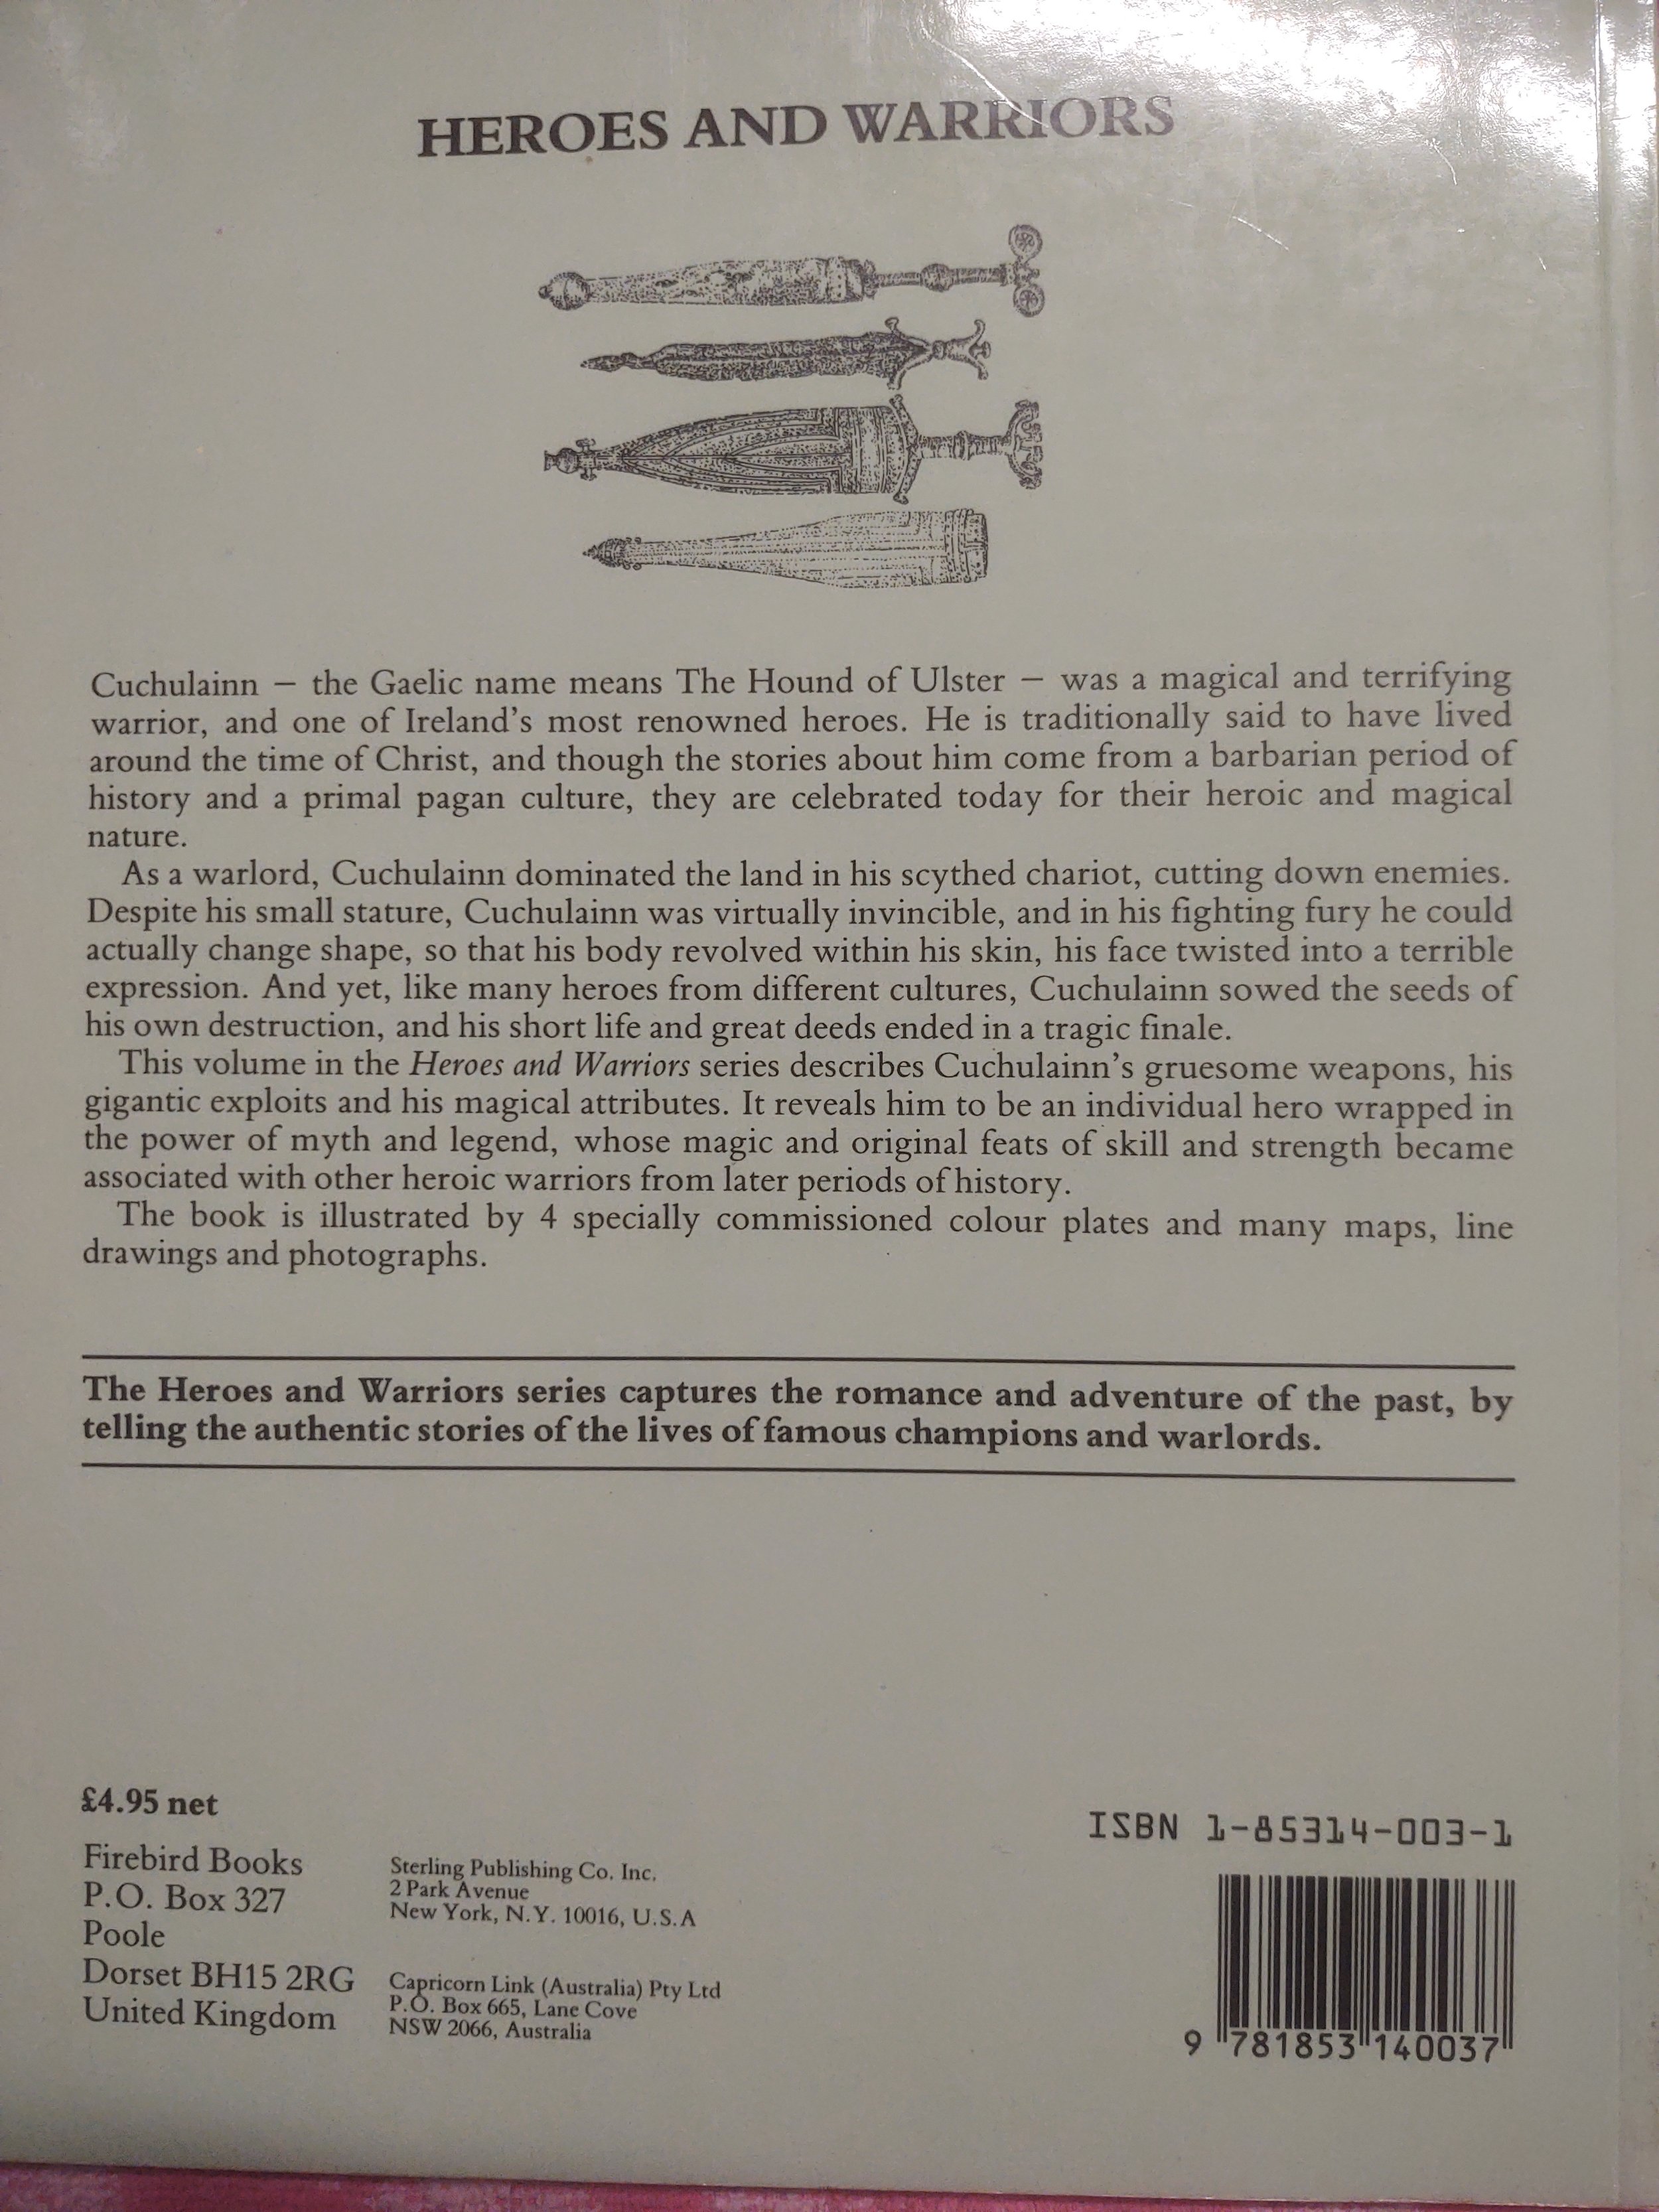 HEROES AND WARRIORS
Cuchulainn – the Gaelic name means The Hound of Ulster – was a magical and terrifying
warrior, and one of Ireland's most renowned heroes. He is traditionally said to have lived
around the time of Christ, and though the stories about him come from a barbarian period of
history and a primal pagan culture, they are celebrated today for their heroic and magical
nature.
As a warlord, Cuchulainn dominated the land in his scythed chariot, cutting down enemies.
Despite his small stature, Cuchulainn was virtually invincible, and in his fighting fury he could
actually change shape, so that his body revolved within his skin, his face twisted into a terrible
expression. And yet, like many heroes from different cultures, Cuchulainn sowed the seeds of
his own destruction, and his short life and great deeds ended in a tragic finale.
This volume in the Heroes and Warriors series describes Cuchulainn's gruesome weapons, his
gigantic exploits and his magical attributes. It reveals him to be an individual hero wrapped in
the power of myth and legend, whose magic and original feats of skill and strength became
associated with other heroic warriors from later periods of history.
The book is illustrated by 4 specially commissioned colour plates and many maps, line
drawings and photographs.
The Heroes and Warriors series captures the romance and adventure of the past, by
telling the authentic stories of the lives of famous champions and warlords.
£4.95 net
Firebird Books
P.O. Box 327
Poole
Dorset BH15 2RG
United Kingdom
Sterling Publishing Co. Inc.
2 Park Avenue
New York, N.Y. 10016, U.S.A
Capricorn Link (Australia) Pty Ltd
P.O. Box 665, Lane Cove
NSW 2066, Australia
ISBN 1-85314-003-1
9 781853 140037